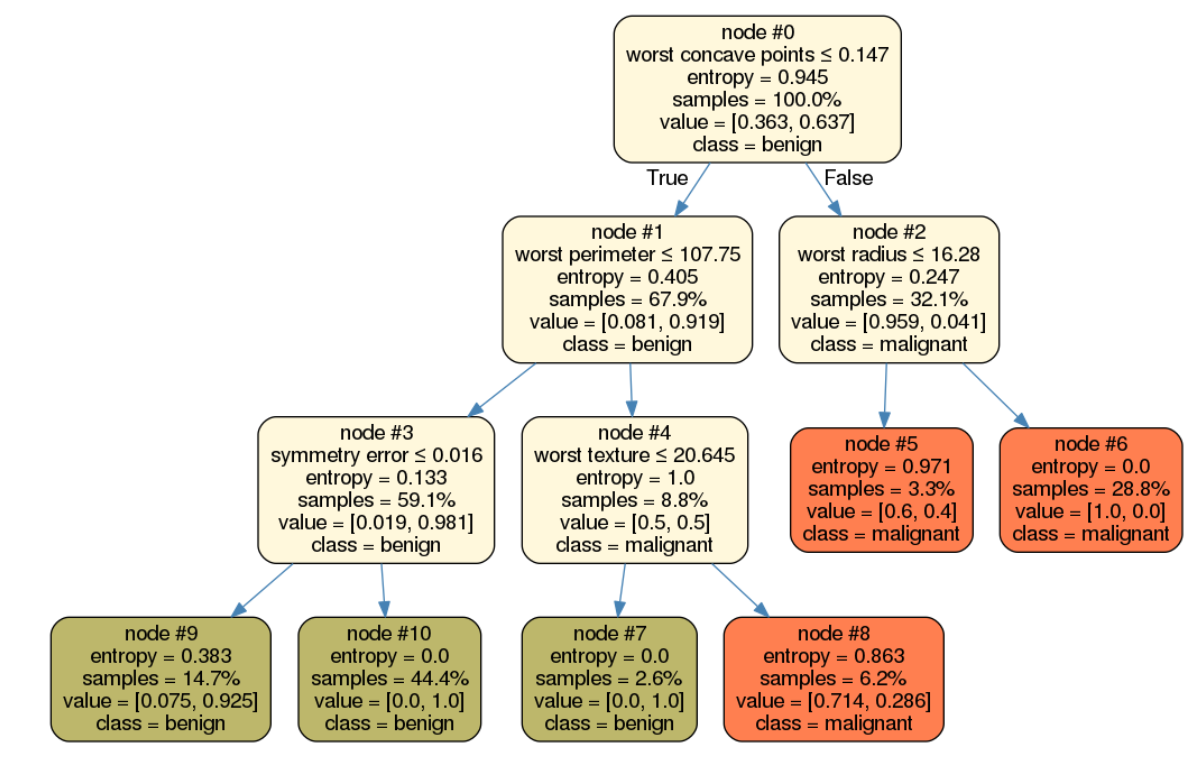 node #0
worst concave points ≤ 0.147
entropy = 0.945
samples = 100.0%
value = [0.363, 0.637]
class = benign
True
False
node #1
worst perimeter ≤ 107.75
entropy = 0.405
samples = 67.9%
value = [0.081, 0.919]
class = benign
node #2
worst radius ≤ 16.28
entropy = 0.247
samples = 32.1%
value = [0.959, 0.041]
class = malignant
node #3
symmetry error ≤ 0.016
entropy = 0.133
samples = 59.1%
value = [0.019, 0.981]
class = benign
node #4
worst texture ≤ 20.645
entropy = 1.0
samples = 8.8%
value = [0.5, 0.5]
class = malignant
node #5
entropy = 0.971
samples = 3.3%
value = [0.6, 0.4]
class = malignant
node #6
entropy = 0.0
samples = 28.8%
value = [1.0, 0.0]
class = malignant
node #9
entropy = 0.383
samples = 14.7%
value = [0.075, 0.925]
class = benign
node #10
entropy = 0.0
samples = 44.4%
value = [0.0, 1.0]
class = benign
node #7
entropy = 0.0
samples = 2.6%
value = [0.0, 1.0]
class = benign
node #8
entropy = 0.863
samples = 6.2%
value = [0.714, 0.286]
class = malignant